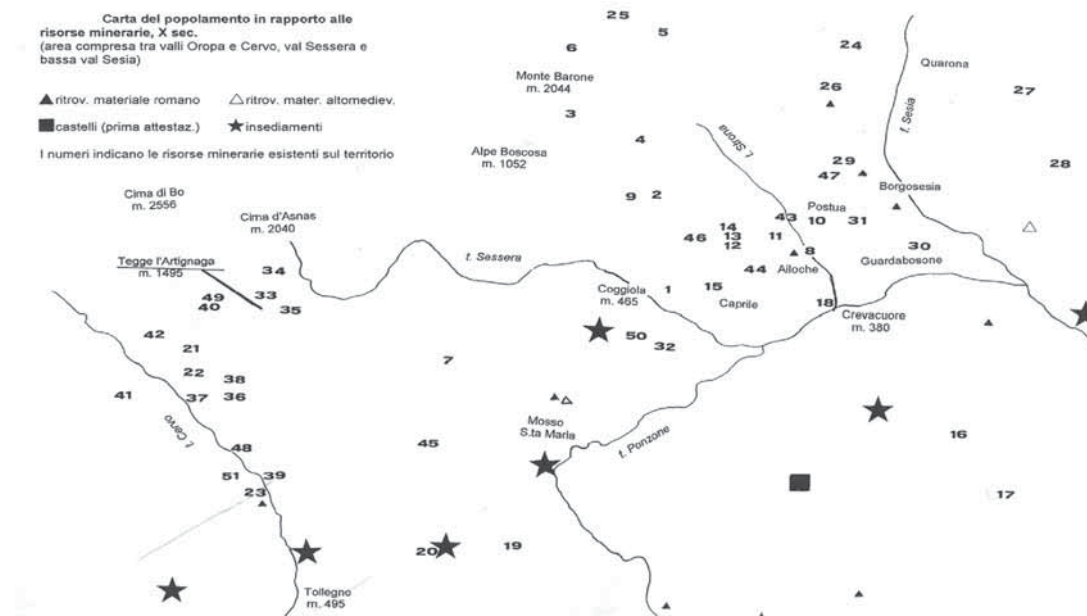 Carta del popolamento in rapporto alle
risorse minerarie, X sec.
(area compresa tra valli Oropa e Cervo, val Sessera e
bassa val Sesia)
ritrov. materiale romano
ritrov. mater. altomediev.
castelli (prima attestaz.)
insediamenti
I numeri indicano le risorse minerarie esistenti sul territorio
25
5
6
24
Quarona
Monte Barone
m. 2044
26
27
3
t. Sesia
t. Strona
4
Alpe Boscosa
m. 1052
29
28
47
Borgosesia
Cima di Bo
m. 2556
9
2
Postua
Cima d'Asnas
m. 2040
43
10
31
14
46
13
11
12
8
30
Guardabosone
t. Sessera
Tegge l'Artignaga
m. 1495
34
44
Ailoche
Coggiola
m. 465
1
15
49
33
40
35
Caprile
18
Crevacuore
m. 380
42
50
32
21
7
22
38
41
37
36
Mosso
S.ta Maria
t. Cervo
t. Ponzone
45
16
48
51
39
23
17
20
19
Tollegno
m. 495